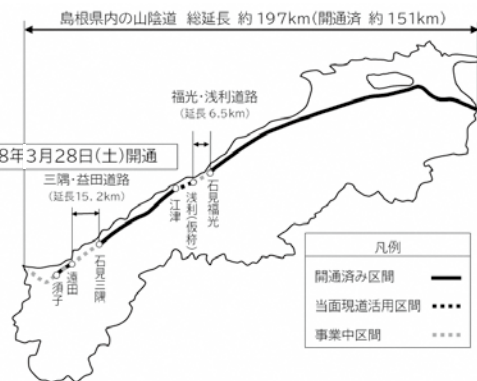 島根県内の山陰道 総延長 約197km(開通済 約151km)
福光・浅利道路
(延長6.5km)
8年3月28日(土)開通
三隅・益田道路
(延長15.2km)
石見福光
浅利(仮称)
江津
石見三隅
遠田
須子
凡例
開通済み区間
当面現道活用区間
事業中区間